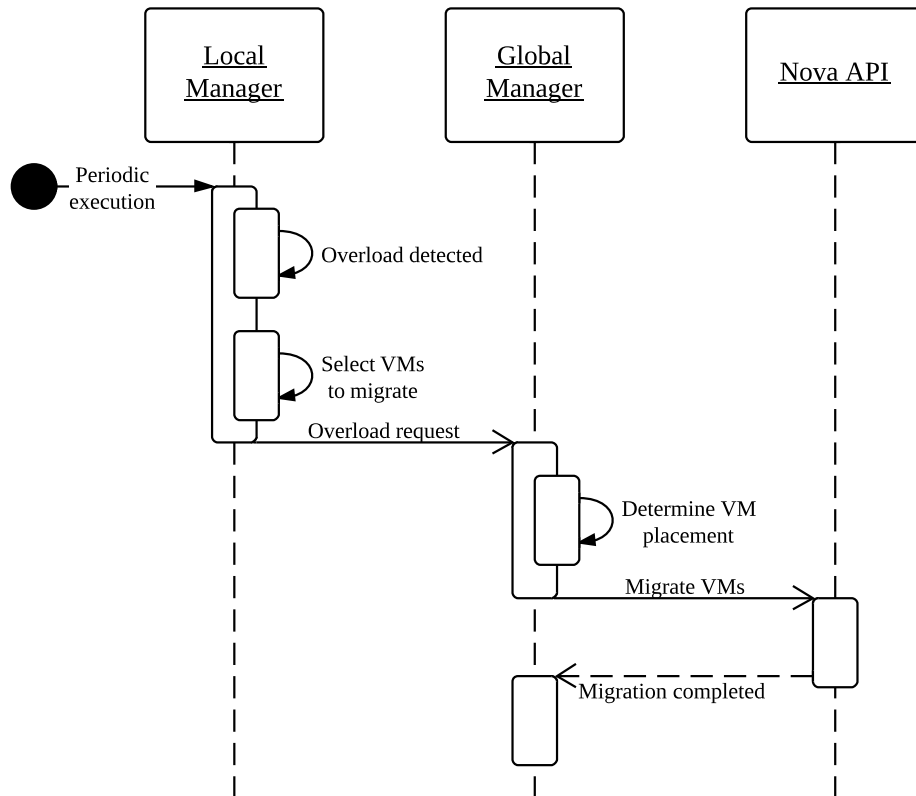 Local
Manager
Global
Manager
Nova API
Periodic
execution
Overload detected
Select VMs
to migrate
Overload request
Determine VM
placement
Migrate VMs
Migration completed